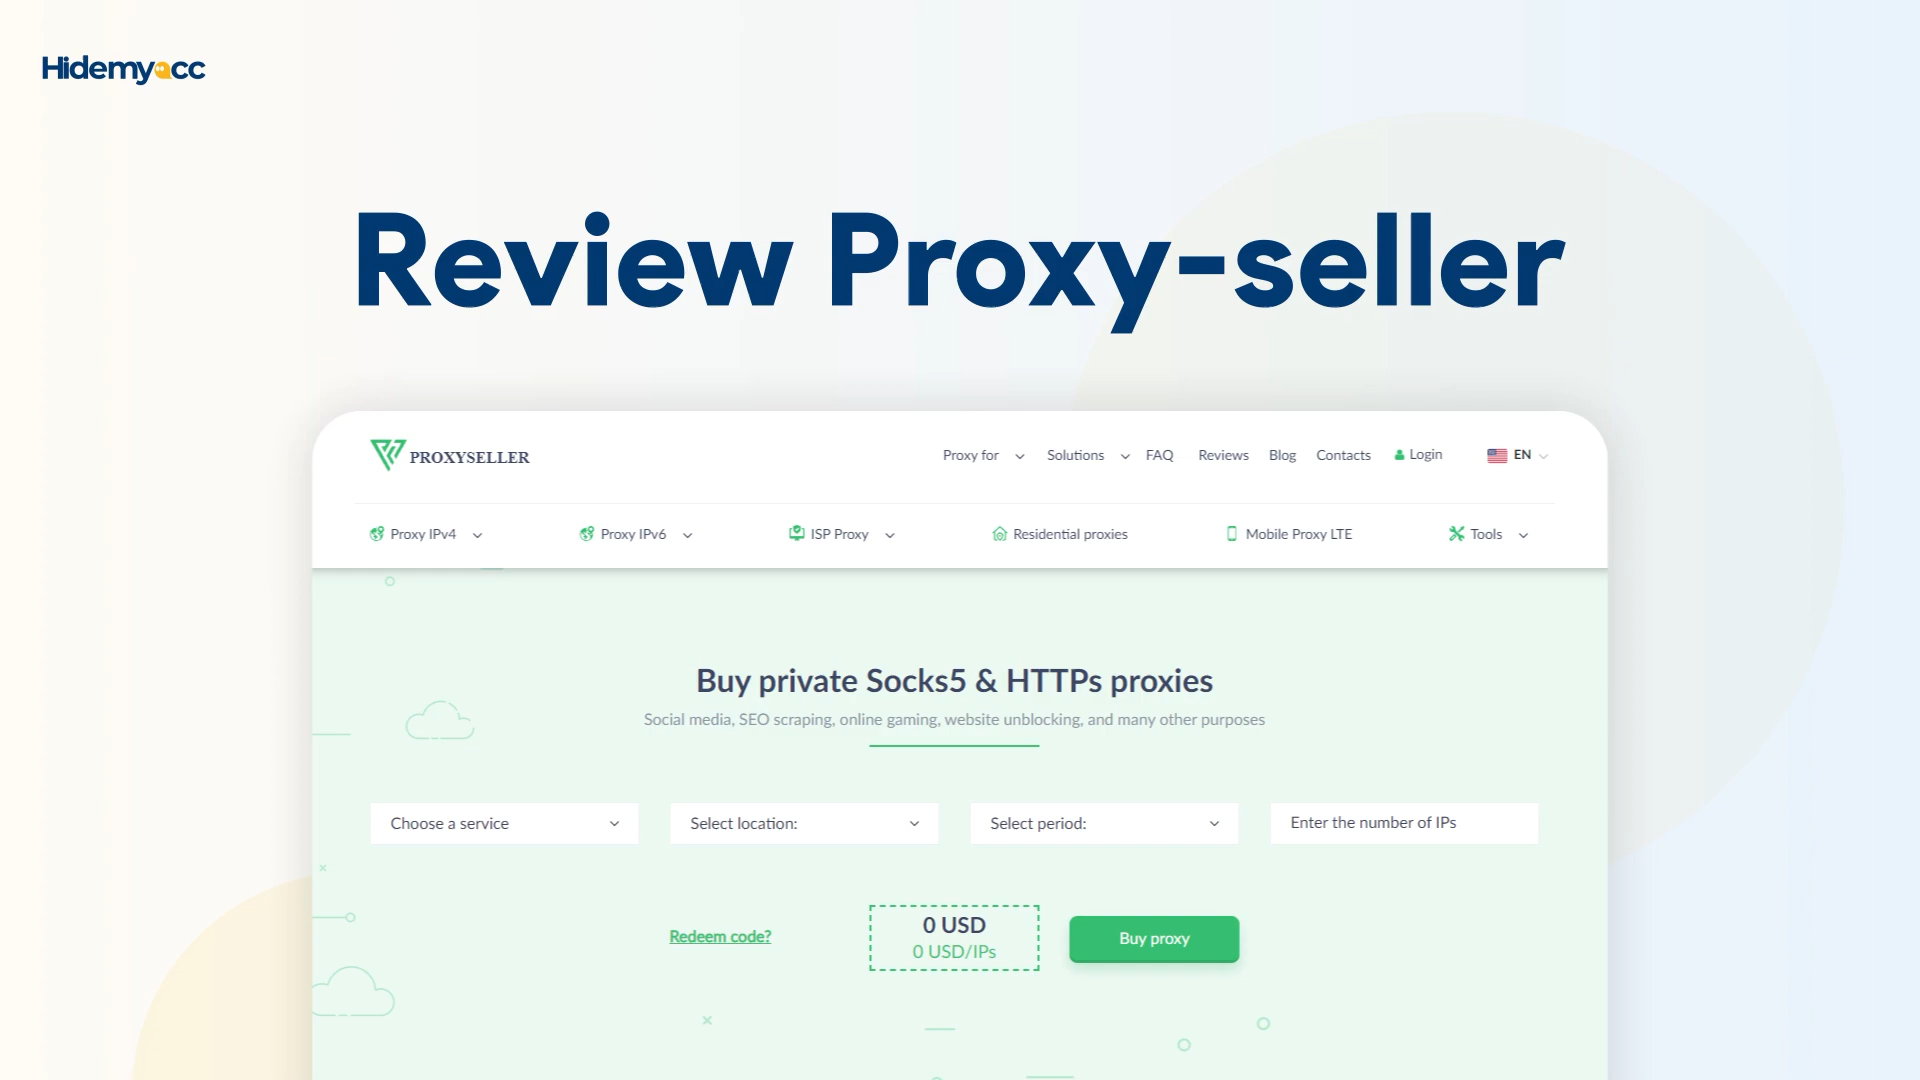 Hidemyacc
Review Proxy-seller
PROXYSELLER
Proxy for
Solutions
FAQ
Reviews
Blog
Contacts
Login
EN
Proxy IPv4
Proxy IPv6
ISP Proxy
Residential proxies
Mobile Proxy LTE
Tools
Buy private Socks5 & HTTPs proxies
Social media, SEO scraping, online gaming, website unblocking, and many other purposes
Choose a service
Select location:
Select period:
Enter the number of IPs
Redeem code?
0 USD
0 USD/IPs
Buy proxy